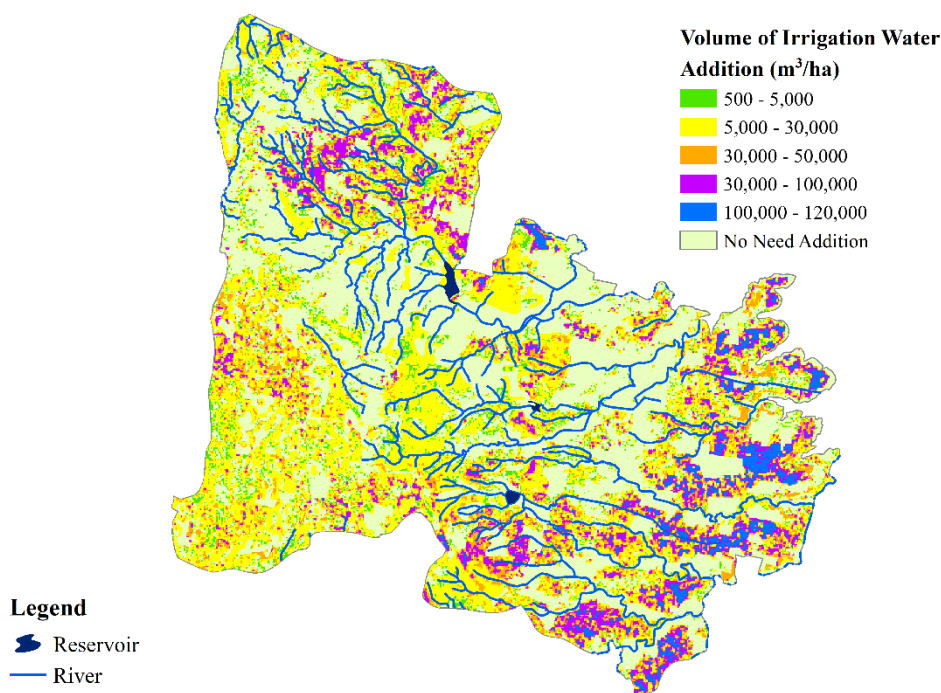 Volume of Irrigation Water
Addition (m³/ha)
500 - 5,000
5,000 - 30,000
30,000 - 50,000
30,000 - 100,000
100,000 - 120,000
No Need Addition
Legend
Reservoir
River